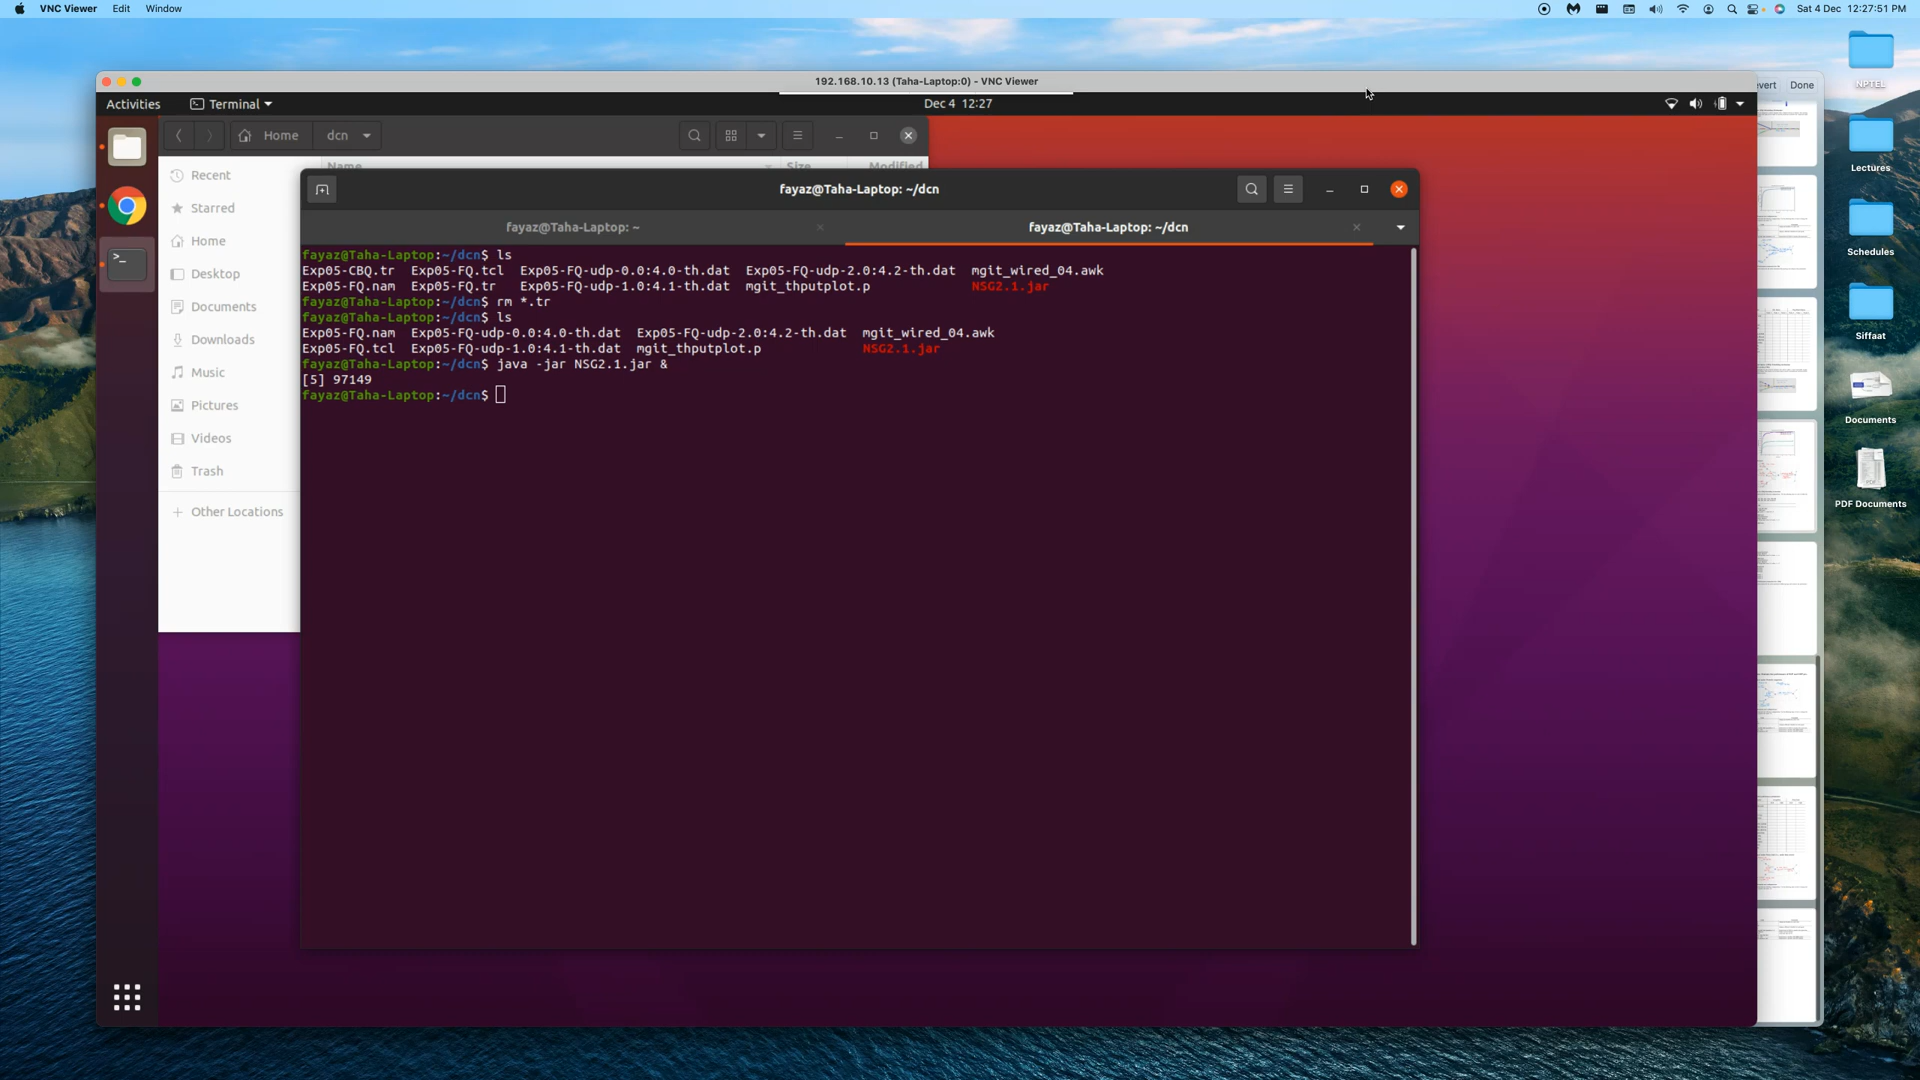 VNC Viewer Edit Window
Sat 4 Dec 12:27:51 PM
192.168.10.13 (Taha-Laptop:0) - VNC Viewer
Done
NPTEL
Activities Terminal Dec 4 12:27
Home dcn
Name Size Modified
Recent
Starred
Home
Desktop
Documents
Downloads
Music
Pictures
Videos
Trash
Other Locations
fayaz@Taha-Laptop: ~/dcn
fayaz@Taha-Laptop: ~ fayaz@Taha-Laptop: ~/dcn
fayaz@Taha-Laptop:~/dcn$ ls
Exp05-CBQ.tr Exp05-FQ.tcl Exp05-FQ-udp-0.0:4.0-th.dat Exp05-FQ-udp-2.0:4.2-th.dat mgit_wired_04.awk
Exp05-FQ.nam Exp05-FQ.tr Exp05-FQ-udp-1.0:4.1-th.dat mgit_thputplot.p NSG2.1.jar
fayaz@Taha-Laptop:~/dcn$ rm *.tr
fayaz@Taha-Laptop:~/dcn$ ls
Exp05-FQ.nam Exp05-FQ-udp-0.0:4.0-th.dat Exp05-FQ-udp-2.0:4.2-th.dat mgit_wired_04.awk
Exp05-FQ.tcl Exp05-FQ-udp-1.0:4.1-th.dat mgit_thputplot.p NSG2.1.jar
fayaz@Taha-Laptop:~/dcn$ java -jar NSG2.1.jar &
[5] 97149
fayaz@Taha-Laptop:~/dcn$
Lectures
Schedules
Siffaat
Documents
PDF Documents